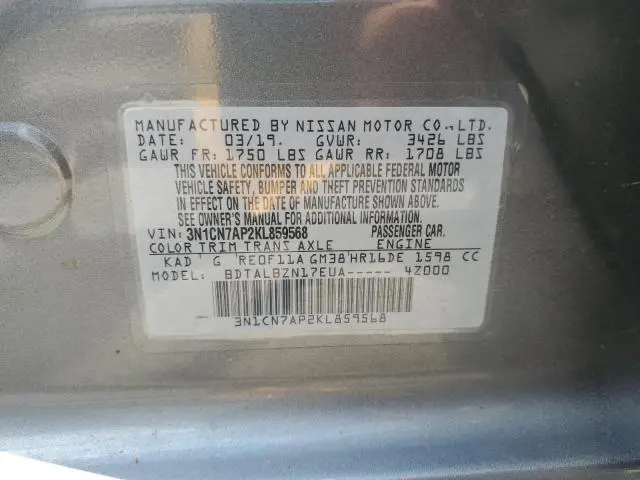 MANUFACTURED BY NISSAN MOTOR CO., LTD.
DATE: 03/19. GVWR: 3426 LBS
GAWR FR: 1750 LBS GAWR RR: 1708 LBS
THIS VEHICLE CONFORMS TO ALL APPLICABLE FEDERAL MOTOR
VEHICLE SAFETY, BUMPER AND THEFT PREVENTION STANDARDS
IN EFFECT ON THE DATE OF MANUFACTURE SHOWN ABOVE.
SEE OWNER'S MANUAL FOR ADDITIONAL INFORMATION.
VIN: 3N1CN7AP2KL859568 PASSENGER CAR.
COLOR TRIM TRANS AXLE ENGINE
KAD G RE0F11A GM38 HR16DE 1598 CC
MODEL: BDTALBZN17EUA----- 4Z000
3N1CN7AP2KL859568